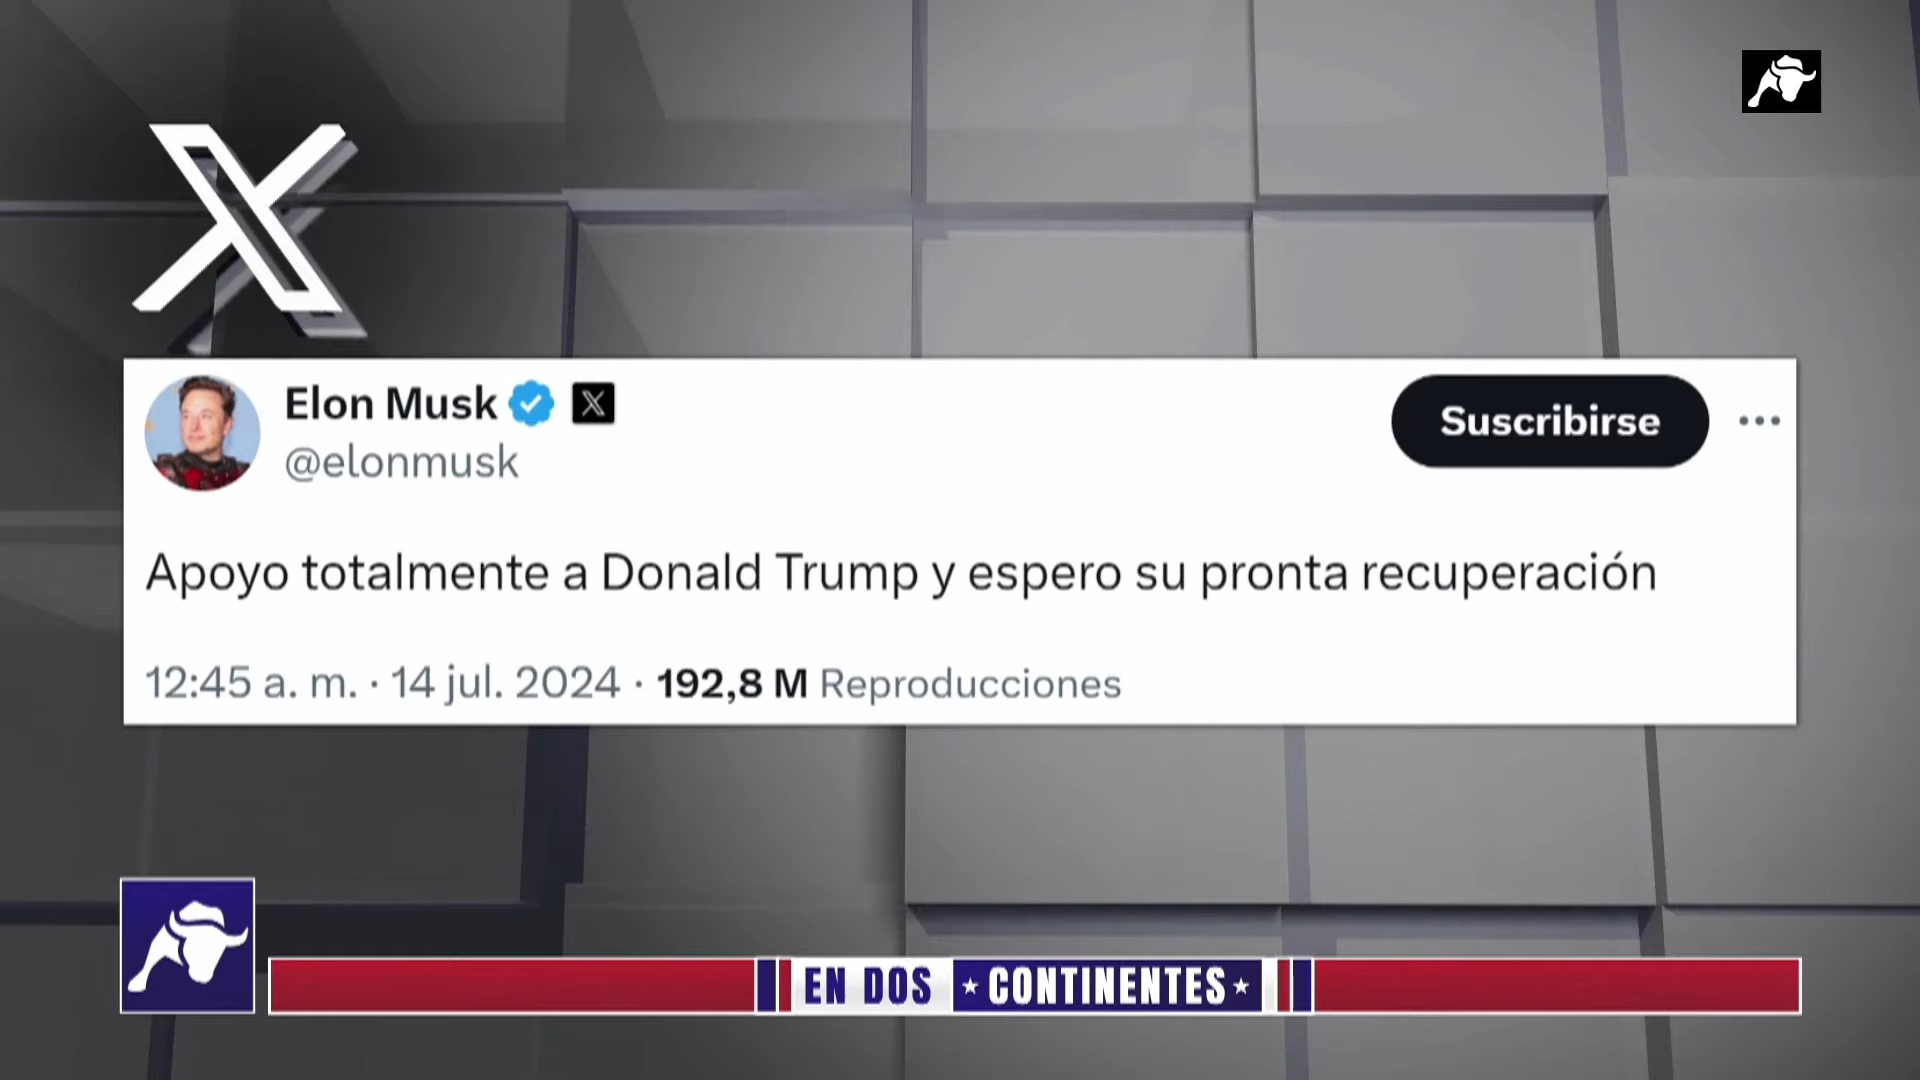 Elon Musk
@elonmusk
Suscribirse
Apoyo totalmente a Donald Trump y espero su pronta recuperación
12:45 a. m. · 14 jul. 2024 · 192,8 M Reproducciones
EN DOS CONTINENTES